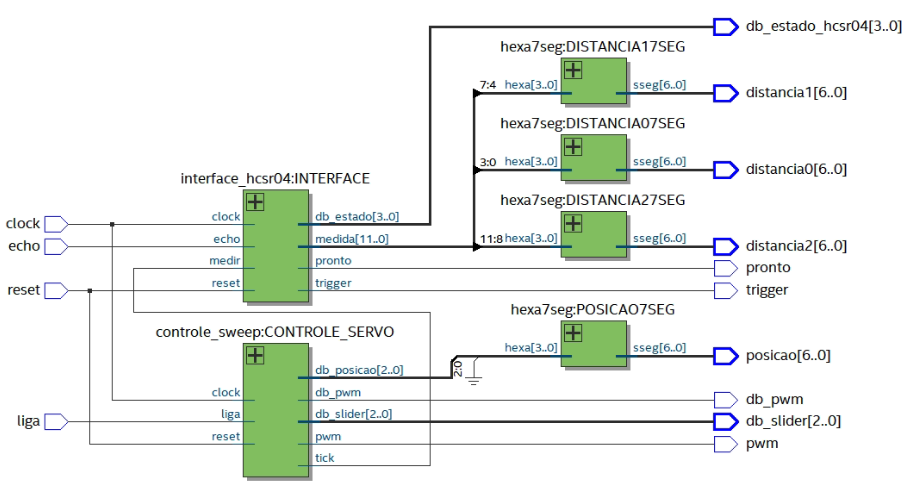 db_estado_hcsr04[3..0]
hexa7seg:DISTANCIA17SEG
7:4 hexa[3..0] sseg[6..0] distancia1[6..0]
hexa7seg:DISTANCIA07SEG
3:0 hexa[3..0] sseg[6..0] distancia0[6..0]
interface_hcsr04:INTERFACE
hexa7seg:DISTANCIA27SEG
clock clock db_estado[3..0]
echo echo medida[11..0] 11:8 hexa[3..0] sseg[6..0] distancia2[6..0]
medir pronto pronto
reset reset trigger trigger
hexa7seg:POSICAO7SEG
controle_sweep:CONTROLE_SERVO
hexa[3..0] sseg[6..0] posicao[6..0]
db_posicao[2..0] 2:0
clock db_pwm db_pwm
liga liga db_slider[2..0] db_slider[2..0]
reset pwm pwm
tick